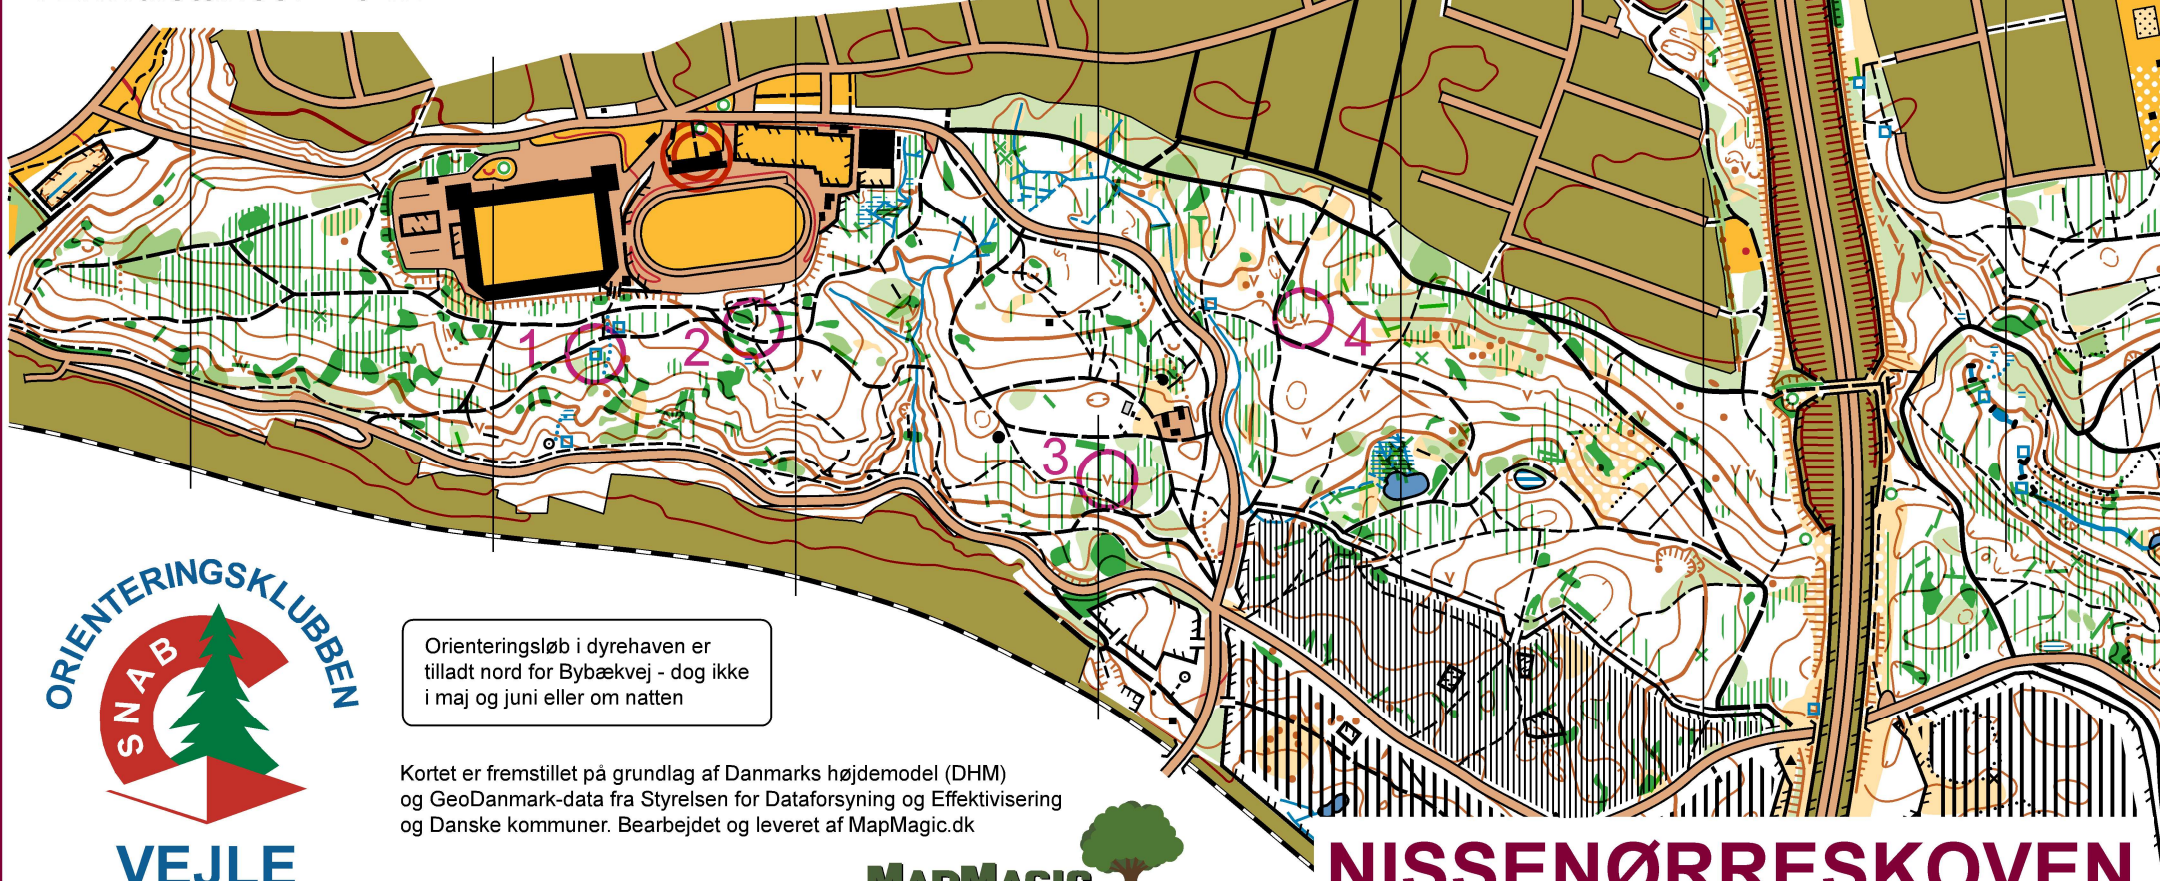 1
2
3
4
ORIENTERINGSKLUBBEN
SNAB
VEJLE
Orienteringsløb i dyrehaven er
tilladt nord for Bybækvej - dog ikke
i maj og juni eller om natten
Kortet er fremstillet på grundlag af Danmarks højdemodel (DHM)
og GeoDanmark-data fra Styrelsen for Dataforsyning og Effektivisering
og Danske kommuner. Bearbejdet og leveret af MapMagic.dk
MAPMAGIC
NISSENØRRESKOVEN